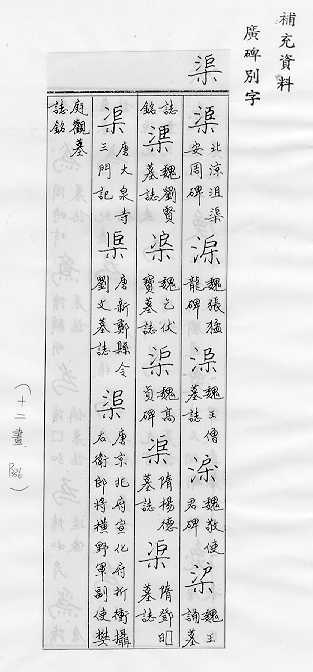 補充資料
廣碑別字
渠
渠 北涼沮渠安周碑 渠 魏張猛龍碑 渠 魏王僧墓誌 渠 魏敬使君碑 渠 魏王誦墓
誌銘 渠 魏劉賢墓誌 渠 魏乞伏寶墓誌 渠 魏高貞碑 渠 隋楊德墓誌 渠 隋鄧昞墓誌
渠 唐大泉寺三門記 渠 唐新鄭縣令劉文墓誌 渠 唐京兆府宣化府折衝攝右衛郎將橫野軍副使樊
庭觀墓誌銘
（十二畫